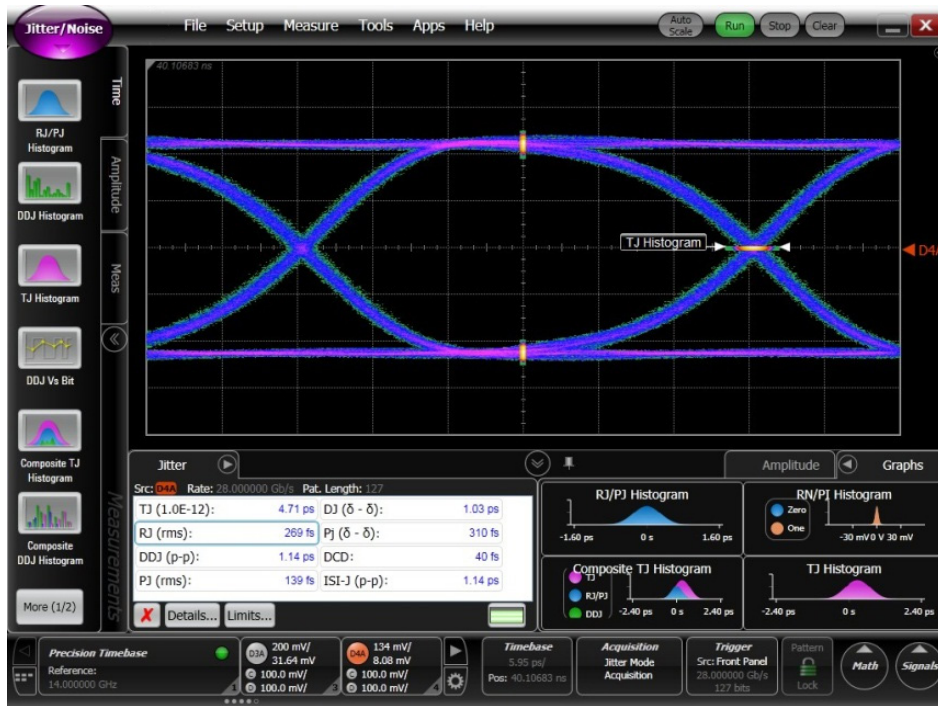 Jitter/Noise
File Setup Measure Tools Apps Help
Auto Scale
Run
Stop
Clear
40.10683 ns
Time
Amplitude
Meas
Measurements
RJ/PJ
Histogram
DDJ Histogram
TJ Histogram
DDJ Vs Bit
Composite TJ
Histogram
Composite
DDJ Histogram
More (1/2)
TJ Histogram
D4A
Jitter
Amplitude
Graphs
Src: D4A Rate: 28.000000 Gb/s Pat. Length: 127
TJ (1.0E-12): 4.71 ps DJ (δ - δ): 1.03 ps
RJ (rms): 269 fs Pj (δ - δ): 310 fs
DDJ (p-p): 1.14 ps DCD: 40 fs
PJ (rms): 139 fs ISI-J (p-p): 1.14 ps
Details... Limits...
RJ/PJ Histogram
-1.60 ps 0 s 1.60 ps
RN/PI Histogram
Zero
One
-30 mV 0 V 30 mV
Composite TJ Histogram
TJ
RJ/PJ
DDJ
-2.40 ps 0 s 2.40 ps
TJ Histogram
-2.40 ps 0 s 2.40 ps
Precision Timebase
Reference:
14.000000 GHz
1
D3A 200 mV/
31.64 mV
C 100.0 mV/
D 100.0 mV/
3
D4A 134 mV/
8.08 mV
C 100.0 mV/
D 100.0 mV/
4
Timebase
5.95 ps/
Pos: 40.10683 ns
Acquisition
Jitter Mode
Acquisition
Trigger
Src: Front Panel
28.000000 Gb/s
127 bits
Pattern
Lock
Math
Signals